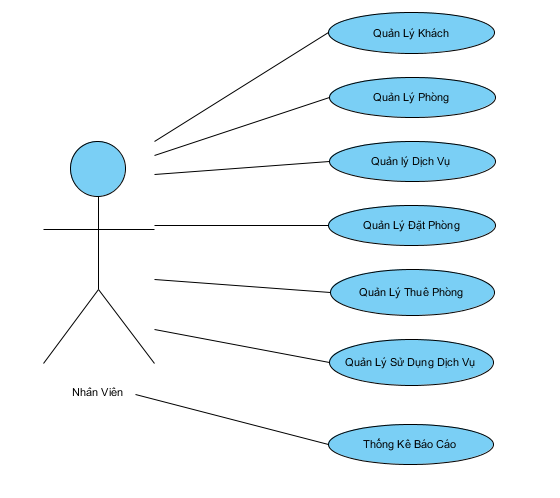 Quản Lý Khách
Quản Lý Phòng
Quản lý Dịch Vụ
Quản Lý Đặt Phòng
Quản Lý Thuê Phòng
Quản Lý Sử Dụng Dịch Vụ
Nhân Viên
Thống Kê Báo Cáo